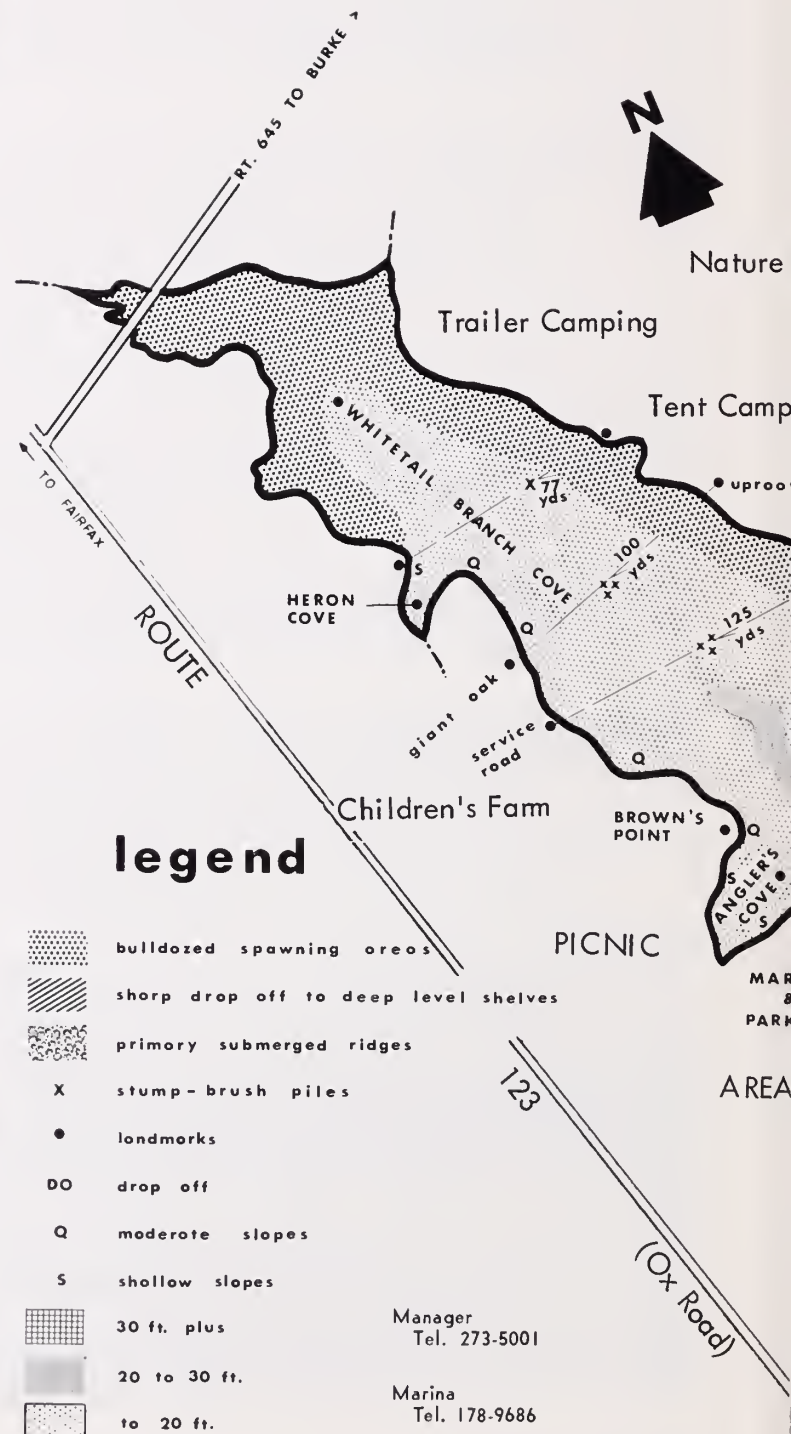 RT. 645 TO BURKE >
N
Nature
Trailer Camping
Tent Camp
uproo
WHITETAIL BRANCH COVE
X 77 yds
100 yds
x x
x
125 yds
x x
x
TO FAIRFAX
S
Q
Q
HERON
COVE
giant oak
service
road
Q
ROUTE
Children's Farm
BROWN'S
POINT
Q
S
ANGLER'S
COVE
S
PICNIC
MAR
&
PARK
AREA
123
(Ox Road)
legend
bulldozed spawning oreos
shorp drop off to deep level shelves
primory submerged ridges
X stump-brush piles
londmorks
DO drop off
Q moderote slopes
S shollow slopes
30 ft. plus
20 to 30 ft.
to 20 ft.
Manager
Tel. 273-5001
Marina
Tel. 178-9686